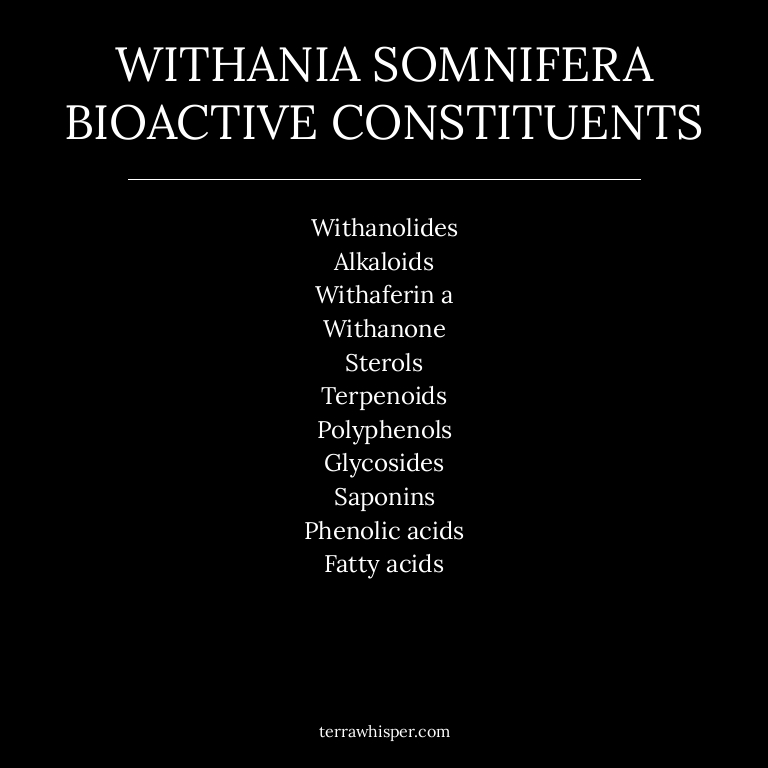 WITHANIA SOMNIFERA
BIOACTIVE CONSTITUENTS
Withanolides
Alkaloids
Withaferin a
Withanone
Sterols
Terpenoids
Polyphenols
Glycosides
Saponins
Phenolic acids
Fatty acids
terrawhisper.com